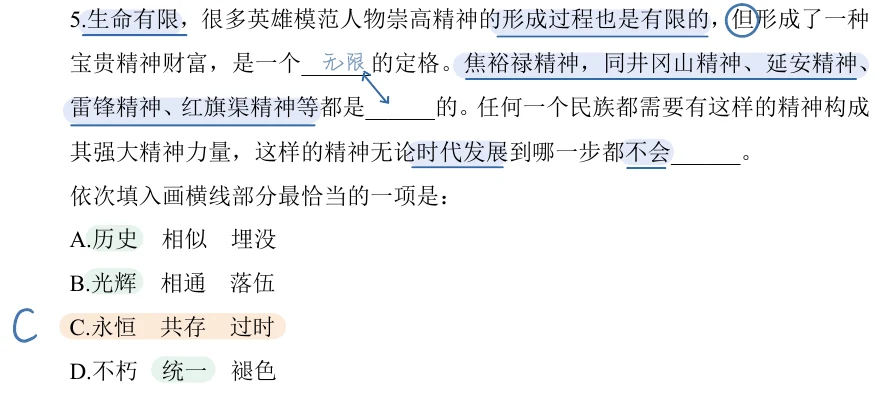 5.生命有限，很多英雄模范人物崇高精神的形成过程也是有限的，但形成了一种
宝贵精神财富，是一个 无限 的定格。焦裕禄精神，同井冈山精神、延安精神、
雷锋精神、红旗渠精神等都是______的。任何一个民族都需要有这样的精神构成
其强大精神力量，这样的精神无论时代发展到哪一步都不会______。
依次填入画横线部分最恰当的一项是：
A.历史 相似 埋没
B.光辉 相通 落伍
C C.永恒 共存 过时
D.不朽 统一 褪色